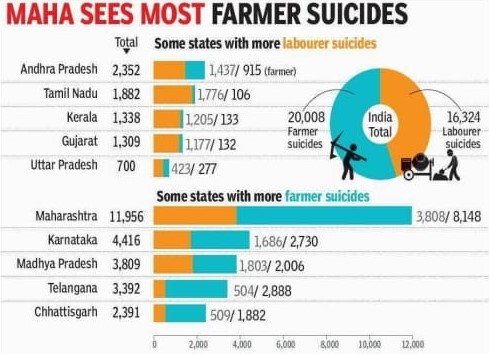 MAHA SEES MOST FARMER SUICIDES
Total Some states with more labourer suicides
Andhra Pradesh 2,352 1,437/ 915 (farmer)
Tamil Nadu 1,882 1,776/ 106
Kerala 1,338 1,205/ 133
Gujarat 1,309 1,177/ 132
Uttar Pradesh 700 423/ 277
20,008
Farmer
suicides
India
Total
16,324
Labourer
suicides
Some states with more farmer suicides
Maharashtra 11,956 3,808/ 8,148
Karnataka 4,416 1,686/ 2,730
Madhya Pradesh 3,809 1,803/ 2,006
Telangana 3,392 504/ 2,888
Chhattisgarh 2,391 509/ 1,882
0 2,000 4,000 6,000 8,000 10,000 12,000